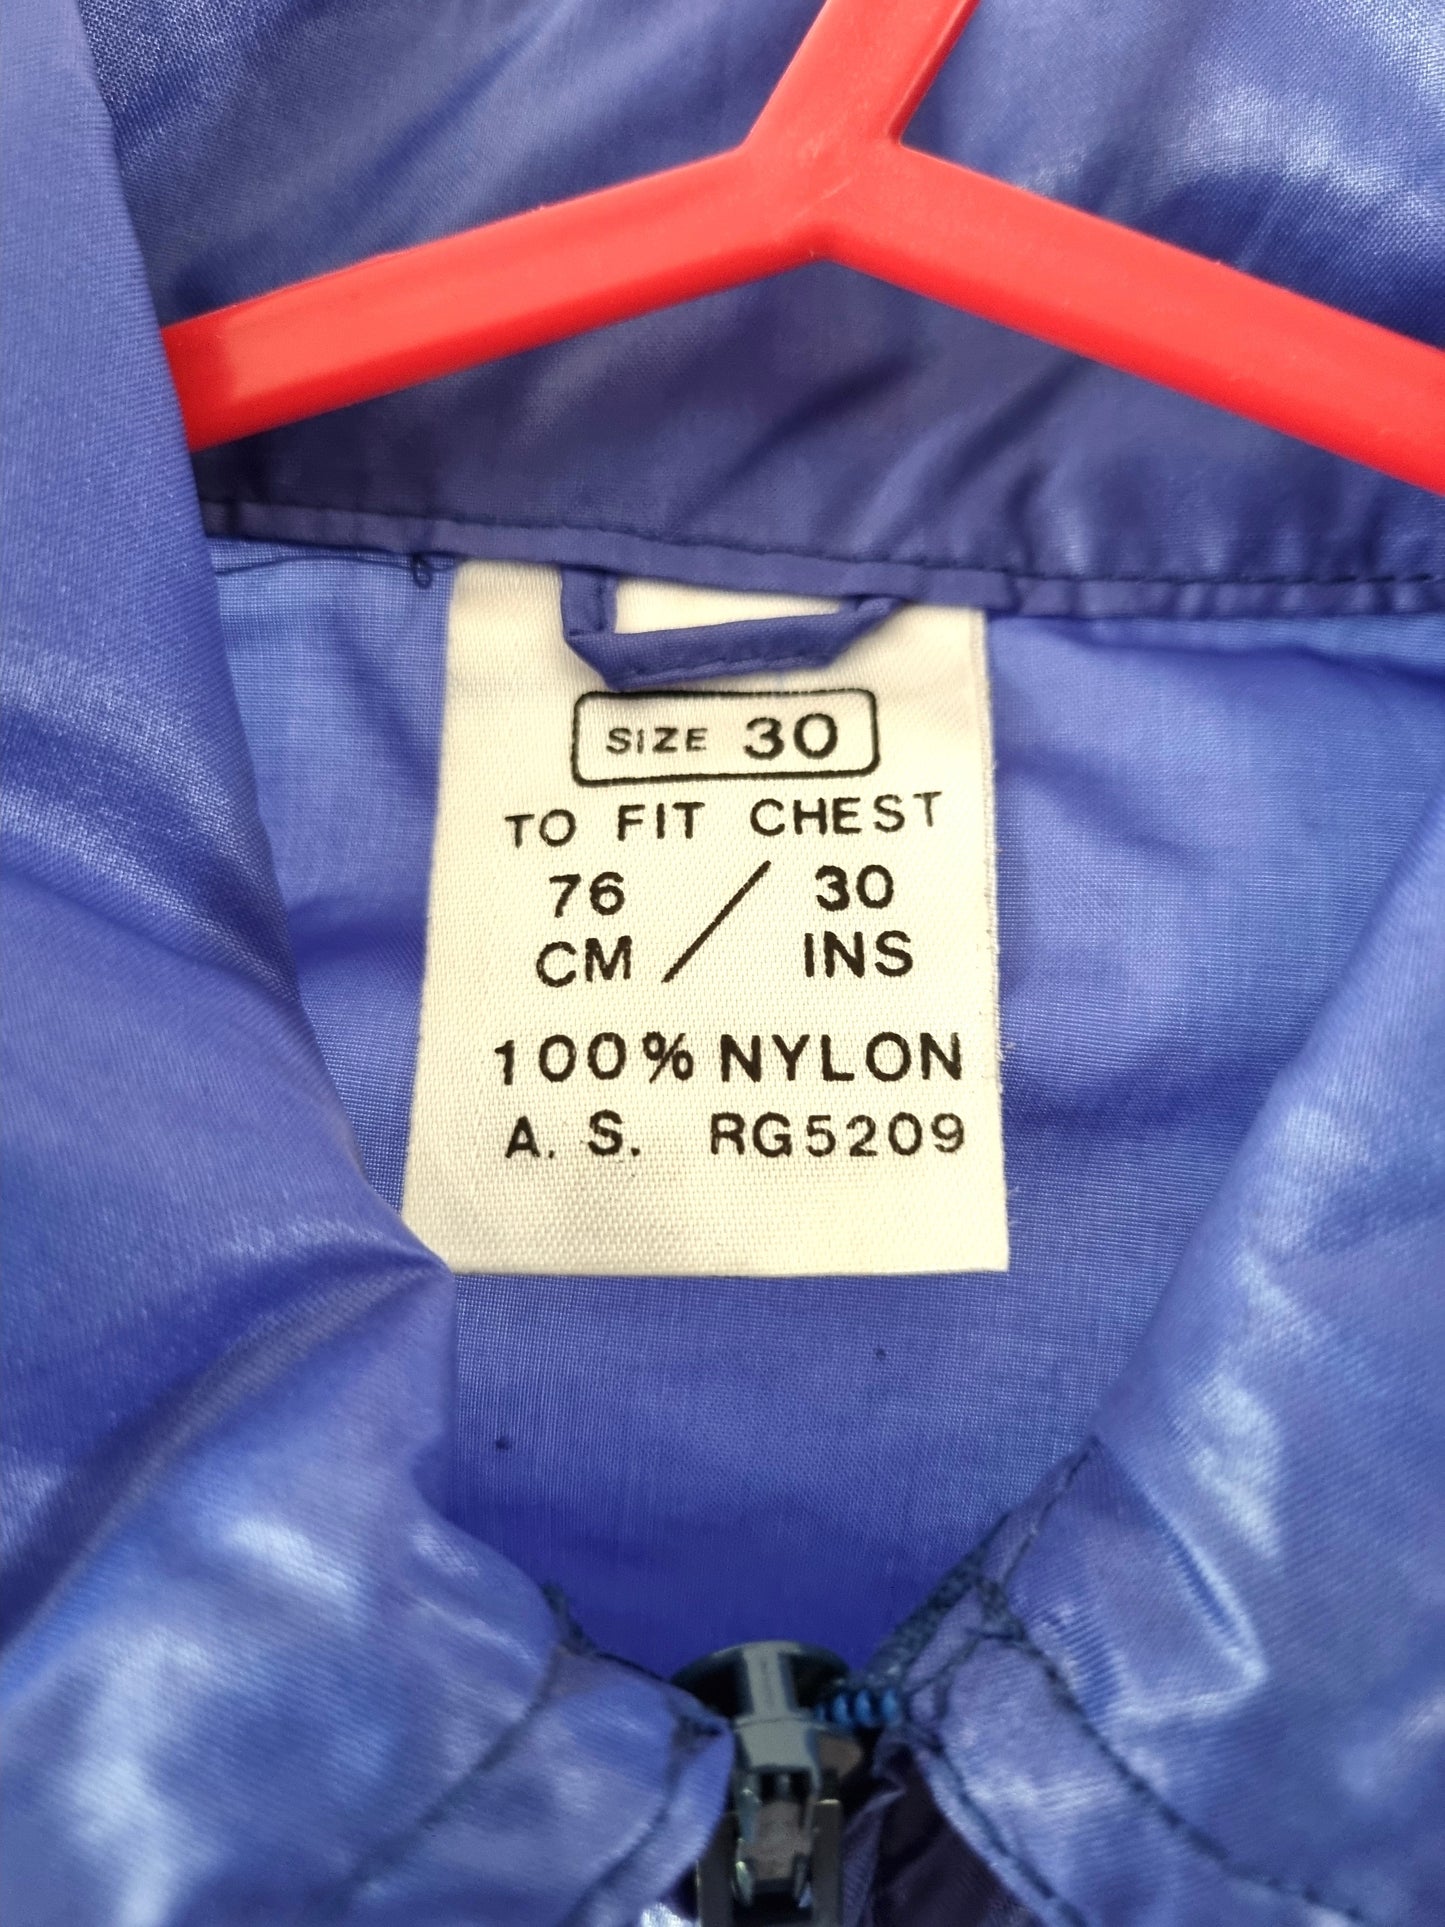 SIZE 30
TO FIT CHEST
76 / 30
CM INS
100% NYLON
A. S. RG5209